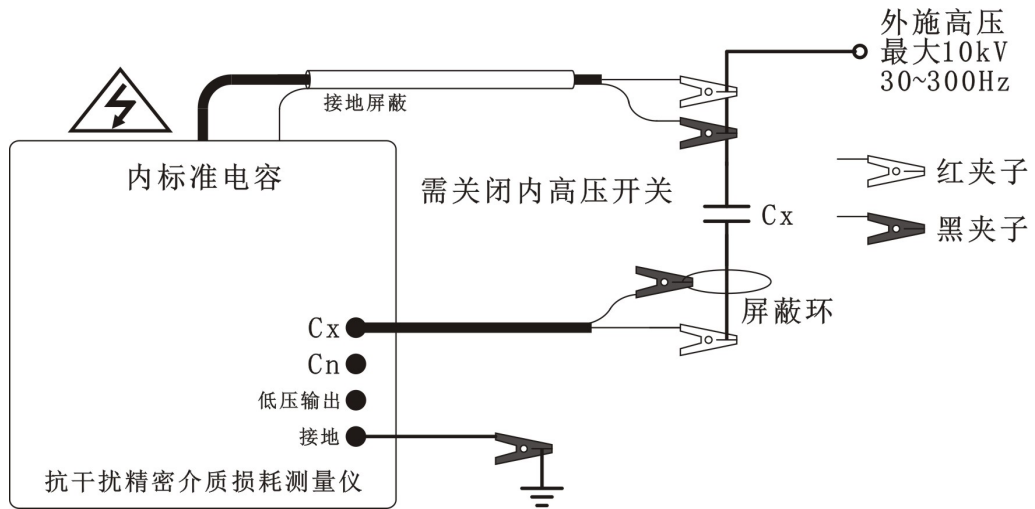 外施高压
最大10kV
30~300Hz
接地屏蔽
内标准电容
需关闭内高压开关
Cx
红夹子
黑夹子
屏蔽环
Cx
Cn
低压输出
接地
抗干扰精密介质损耗测量仪